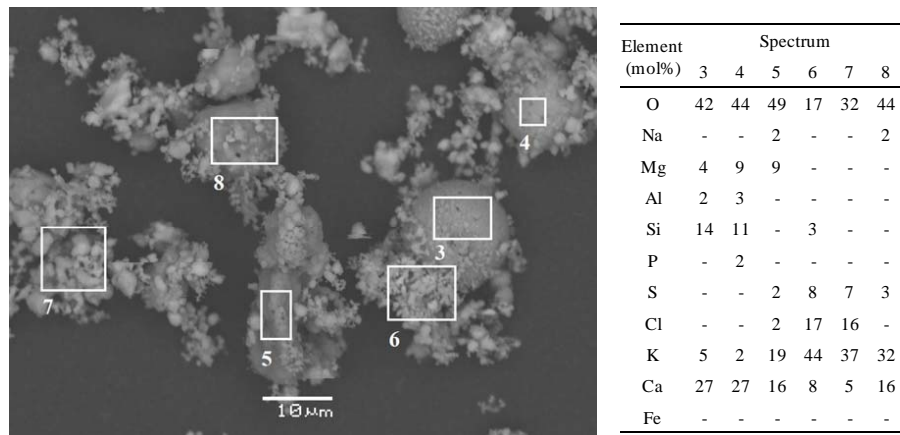 4
8
3
7
6
5
10μm
Element (mol%) Spectrum
3 4 5 6 7 8
O 42 44 49 17 32 44
Na - - 2 - - 2
Mg 4 9 9 - - -
Al 2 3 - - - -
Si 14 11 - 3 - -
P - 2 - - - -
S - - 2 8 7 3
Cl - - 2 17 16 -
K 5 2 19 44 37 32
Ca 27 27 16 8 5 16
Fe - - - - - -